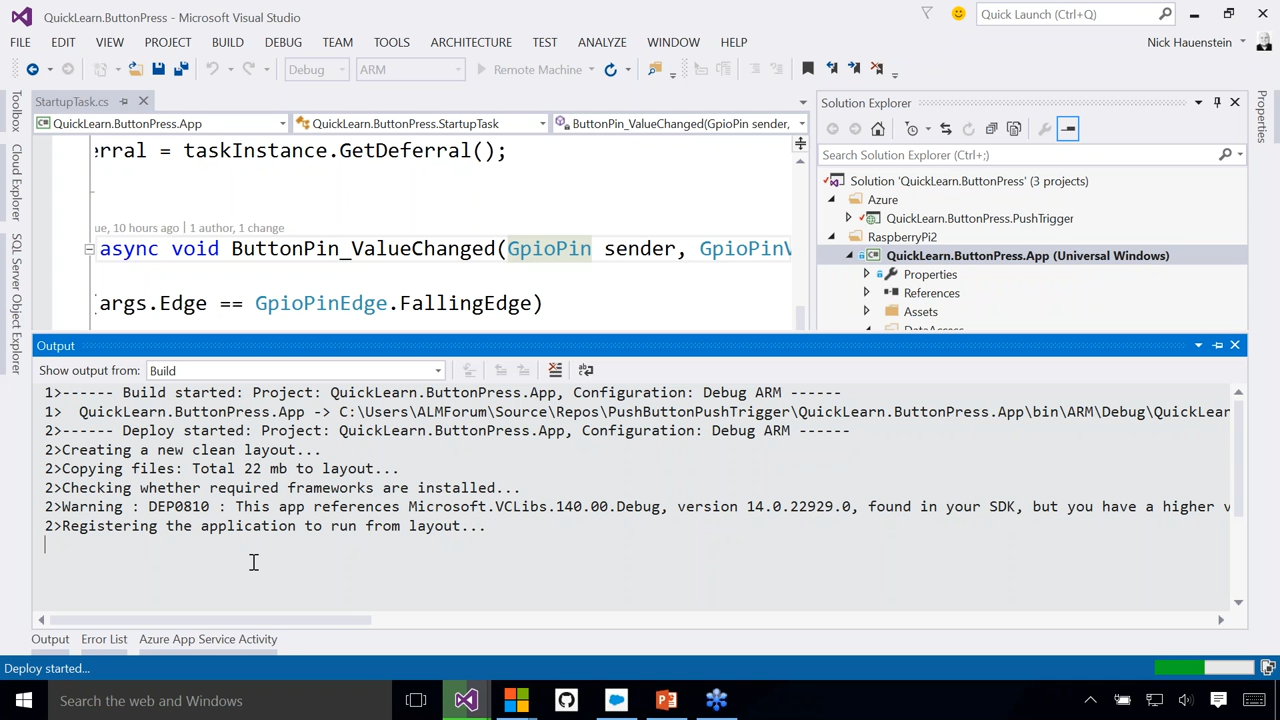 QuickLearn.ButtonPress - Microsoft Visual Studio
Quick Launch (Ctrl+Q)
FILE EDIT VIEW PROJECT BUILD DEBUG TEAM TOOLS ARCHITECTURE TEST ANALYZE WINDOW HELP
Nick Hauenstein
Debug ARM Remote Machine
StartupTask.cs
QuickLearn.ButtonPress.App QuickLearn.ButtonPress.StartupTask ButtonPin_ValueChanged(GpioPin sender,
erral = taskInstance.GetDeferral();
ue, 10 hours ago | 1 author, 1 change
async void ButtonPin_ValueChanged(GpioPin sender, GpioPinV
args.Edge == GpioPinEdge.FallingEdge)
Toolbox
Cloud Explorer
SQL Server Object Explorer
Solution Explorer
Search Solution Explorer (Ctrl+;)
Solution 'QuickLearn.ButtonPress' (3 projects)
Azure
QuickLearn.ButtonPress.PushTrigger
RaspberryPi2
QuickLearn.ButtonPress.App (Universal Windows)
Properties
References
Assets
DataAccess
Properties
Output
Show output from: Build
1>------ Build started: Project: QuickLearn.ButtonPress.App, Configuration: Debug ARM ------
1>  QuickLearn.ButtonPress.App -> C:\Users\ALMForum\Source\Repos\PushButtonPushTrigger\QuickLearn.ButtonPress.App\bin\ARM\Debug\QuickLear
2>------ Deploy started: Project: QuickLearn.ButtonPress.App, Configuration: Debug ARM ------
2>Creating a new clean layout...
2>Copying files: Total 22 mb to layout...
2>Checking whether required frameworks are installed...
2>Warning : DEP0810 : This app references Microsoft.VCLibs.140.00.Debug, version 14.0.22929.0, found in your SDK, but you have a higher v
2>Registering the application to run from layout...
Output Error List Azure App Service Activity
Deploy started...
Search the web and Windows